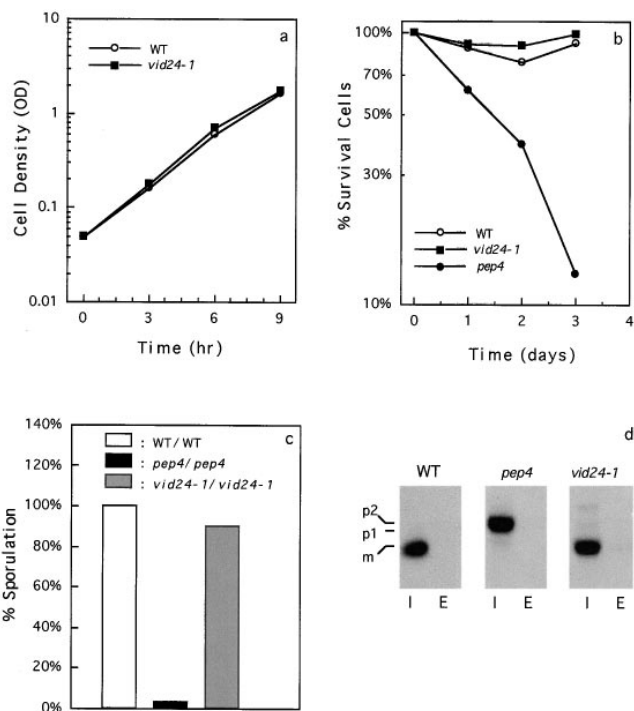 a
10
1
0.1
0.01
Cell Density (OD)
WT
vid24-1
0 3 6 9
Time (hr)
b
100%
70%
50%
30%
10%
% Survival Cells
WT
vid24-1
pep4
0 1 2 3 4
Time (days)
c
140%
120%
100%
80%
60%
40%
20%
0%
% Sporulation
: WT/WT
: pep4/pep4
: vid24-1/vid24-1
d
WT pep4 vid24-1
p2
p1
m
I E I E I E